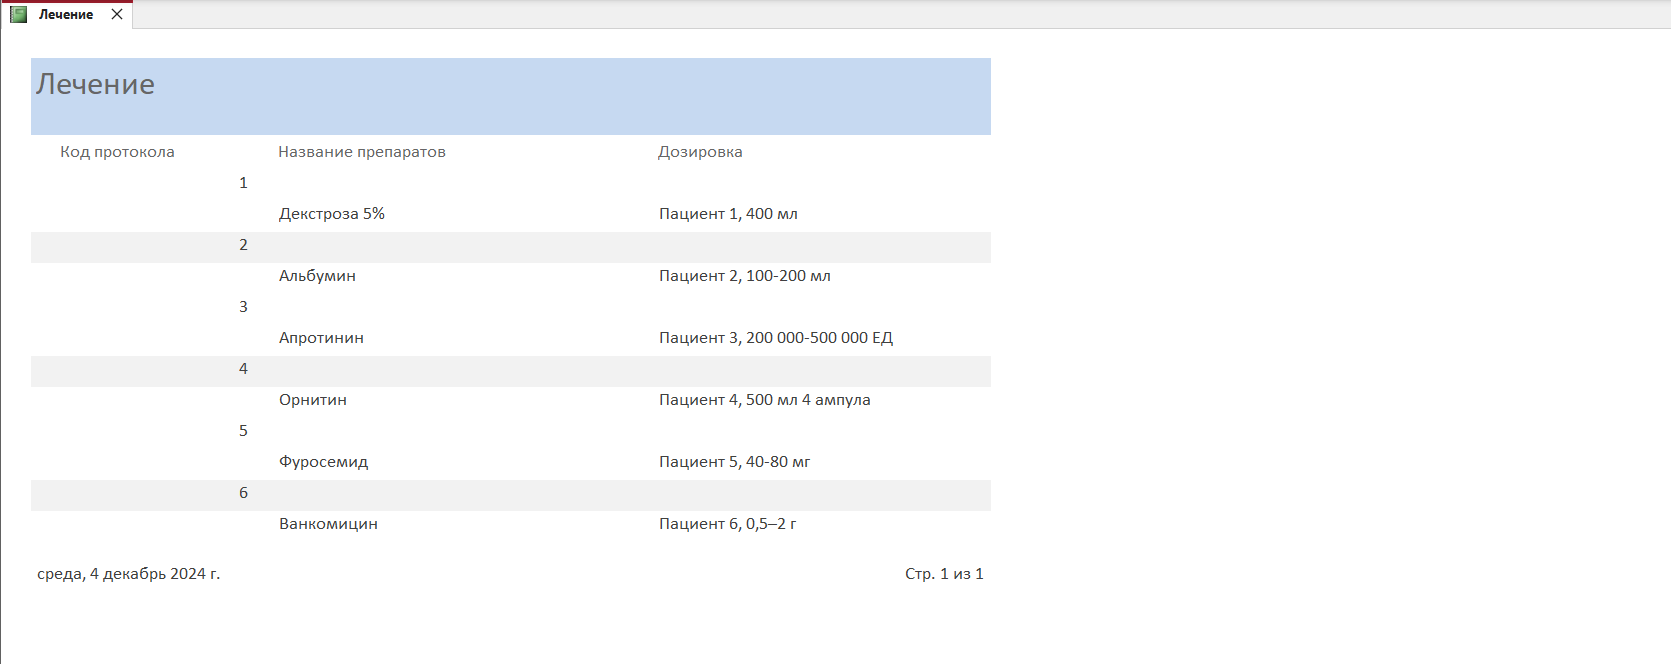 Лечение
Лечение
Код протокола Название препаратов Дозировка
1
Декстроза 5% Пациент 1, 400 мл
2
Альбумин Пациент 2, 100-200 мл
3
Апротинин Пациент 3, 200 000-500 000 ЕД
4
Орнитин Пациент 4, 500 мл 4 ампула
5
Фуросемид Пациент 5, 40-80 мг
6
Ванкомицин Пациент 6, 0,5–2 г
среда, 4 декабрь 2024 г. Стр. 1 из 1